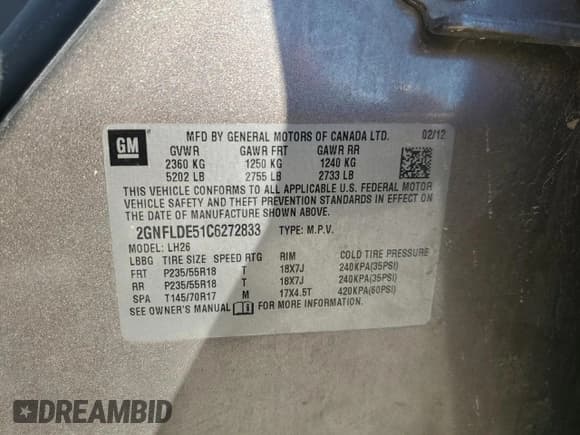 GM
MFD BY GENERAL MOTORS OF CANADA LTD. 02/12
GVWR GAWR FRT GAWR RR
2360 KG 1250 KG 1240 KG
5202 LB 2755 LB 2733 LB
THIS VEHICLE CONFORMS TO ALL APPLICABLE U.S. FEDERAL MOTOR
VEHICLE SAFETY AND THEFT PREVENTION STANDARDS IN EFFECT ON
THE DATE OF MANUFACTURE SHOWN ABOVE.
2GNFLDE51C6272833 TYPE: M.P.V.
MODEL: LH26
LBBG TIRE SIZE SPEED RTG RIM COLD TIRE PRESSURE
FRT P235/55R18 T 18X7J 240KPA(35PSI)
RR P235/55R18 T 18X7J 240KPA(35PSI)
SPA T145/70R17 M 17X4.5T 420KPA(60PSI)
SEE OWNER'S MANUAL FOR MORE INFORMATION.
DREAMBID